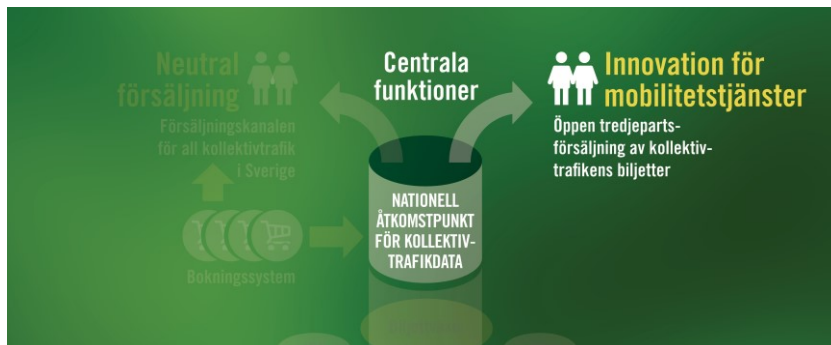 Neutral
försäljning
Försäljningskanalen
för all kollektivtrafik
i Sverige
Bokningssystem
Centrala
funktioner
NATIONELL
ÅTKOMSTPUNKT
FÖR KOLLEKTIV-
TRAFIKDATA
Innovation för
mobilitetstjänster
Öppen tredjeparts-
försäljning av kollektiv-
trafikens biljetter